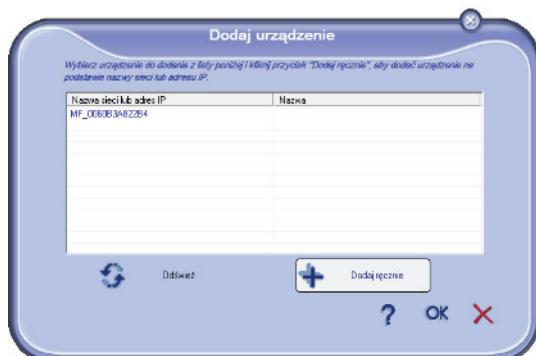 Dodaj urządzenie
Wybierz urządzenie do dodania z listy poniżej i kliknij przycisk "Dodaj ręcznie", aby dodać urządzenie na
podstawie nazwy sieci lub adresu IP.
Nazwa sieci lub adres IP Nazwa
MF_0060B3A822B4
Odśwież Dodaj ręcznie
? OK